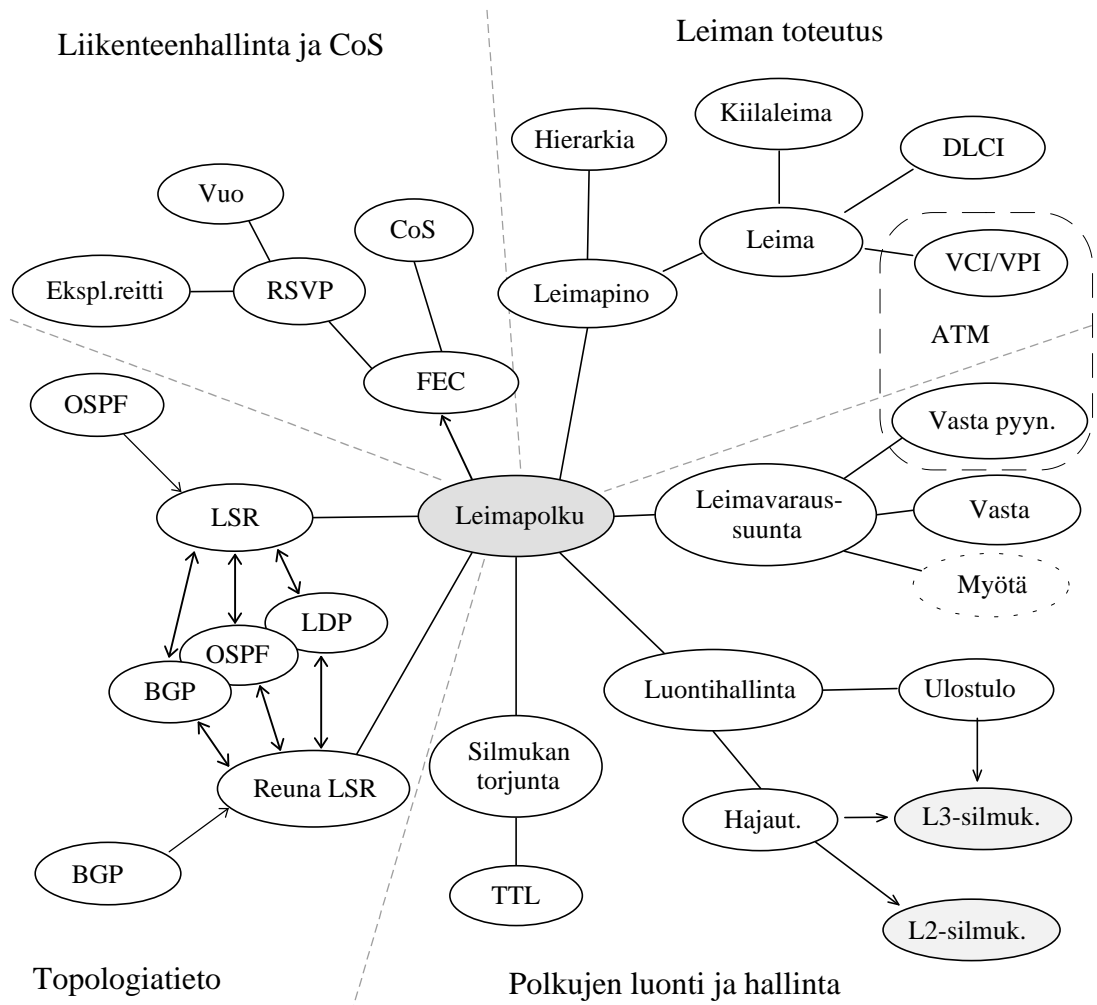 Liikenteenhallinta ja CoS
Leiman toteutus
Kiilaleima
Hierarkia
DLCI
Vuo
CoS
Leima
VCI/VPI
Ekspl.reitti
RSVP
Leimapino
ATM
FEC
OSPF
Vasta pyyn.
LSR
Leimapolku
Leimavaraus-
suunta
Vasta
Myötä
LDP
OSPF
BGP
Luontihallinta
Ulostulo
Silmukan
torjunta
Reuna LSR
Hajaut.
L3-silmuk.
BGP
TTL
L2-silmuk.
Topologiatieto
Polkujen luonti ja hallinta